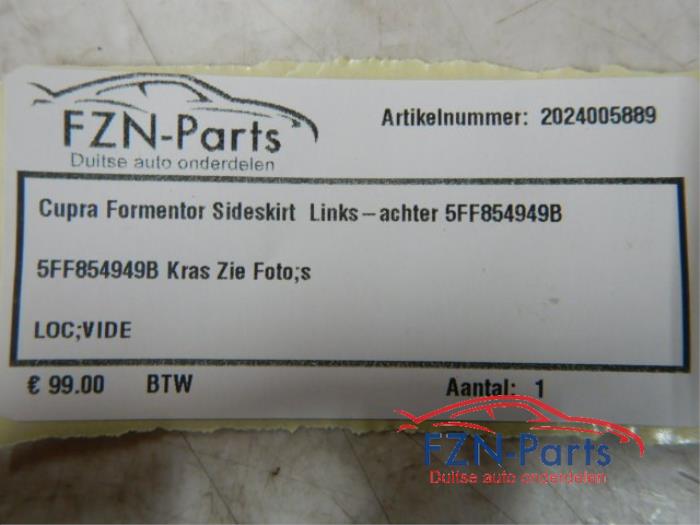 FZN-Parts
Duitse auto onderdelen
Artikelnummer: 2024005889
Cupra Formentor Sideskirt Links-achter 5FF854949B
5FF854949B Kras Zie Foto;s
LOC;VIDE
€ 99.00 BTW Aantal: 1
FZN-Parts
Duitse auto onderdelen